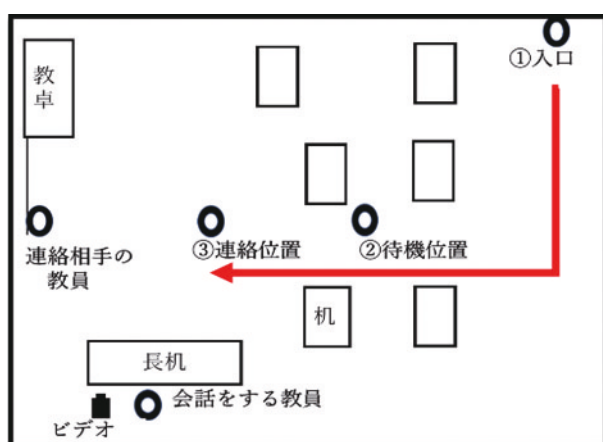 ①入口
教
卓
連絡相手の
教員
③連絡位置
②待機位置
机
長机
会話をする教員
ビデオ